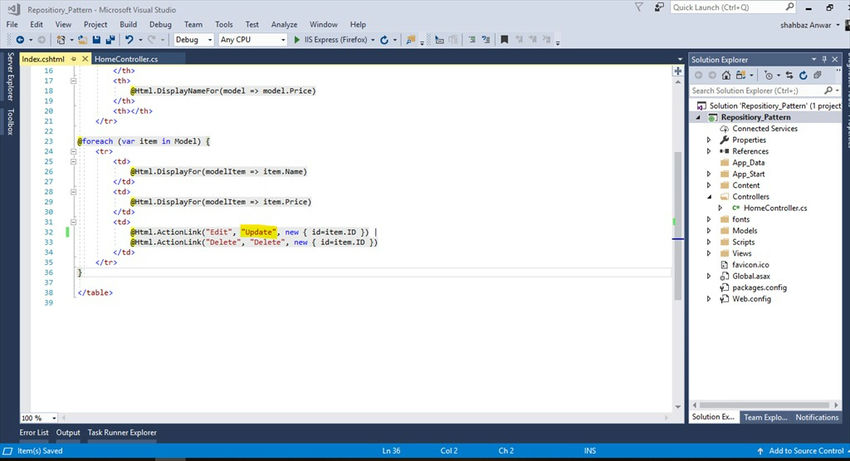 Repositiory_Pattern - Microsoft Visual Studio
Quick Launch (Ctrl+Q)
File Edit View Project Build Debug Team Tools Test Analyze Window Help
shahbaz Anwar
Debug Any CPU IIS Express (Firefox)
Index.cshtml HomeController.cs
Solution Explorer
Server Explorer
Toolbox
Search Solution Explorer (Ctrl+;)
16 </th>
17 <th>
18 @Html.DisplayNameFor(model => model.Price)
19 </th>
20 <th></th>
21 </tr>
22
23 @foreach (var item in Model) {
24 <tr>
25 <td>
26 @Html.DisplayFor(modelItem => item.Name)
27 </td>
28 <td>
29 @Html.DisplayFor(modelItem => item.Price)
30 </td>
31 <td>
32 @Html.ActionLink("Edit", "Update", new { id=item.ID }) |
33 @Html.ActionLink("Delete", "Delete", new { id=item.ID })
34 </td>
35 </tr>
36 }
37
38 </table>
39
Solution 'Repositiory_Pattern' (1 project)
Repositiory_Pattern
Connected Services
Properties
References
App_Data
App_Start
Content
Controllers
C# HomeController.cs
fonts
Models
Scripts
Views
favicon.ico
Global.asax
packages.config
Web.config
100 %
Solution Ex... Team Explo... Notifications
Error List Output Task Runner Explorer
Item(s) Saved Ln 36 Col 2 Ch 2 INS Add to Source Control